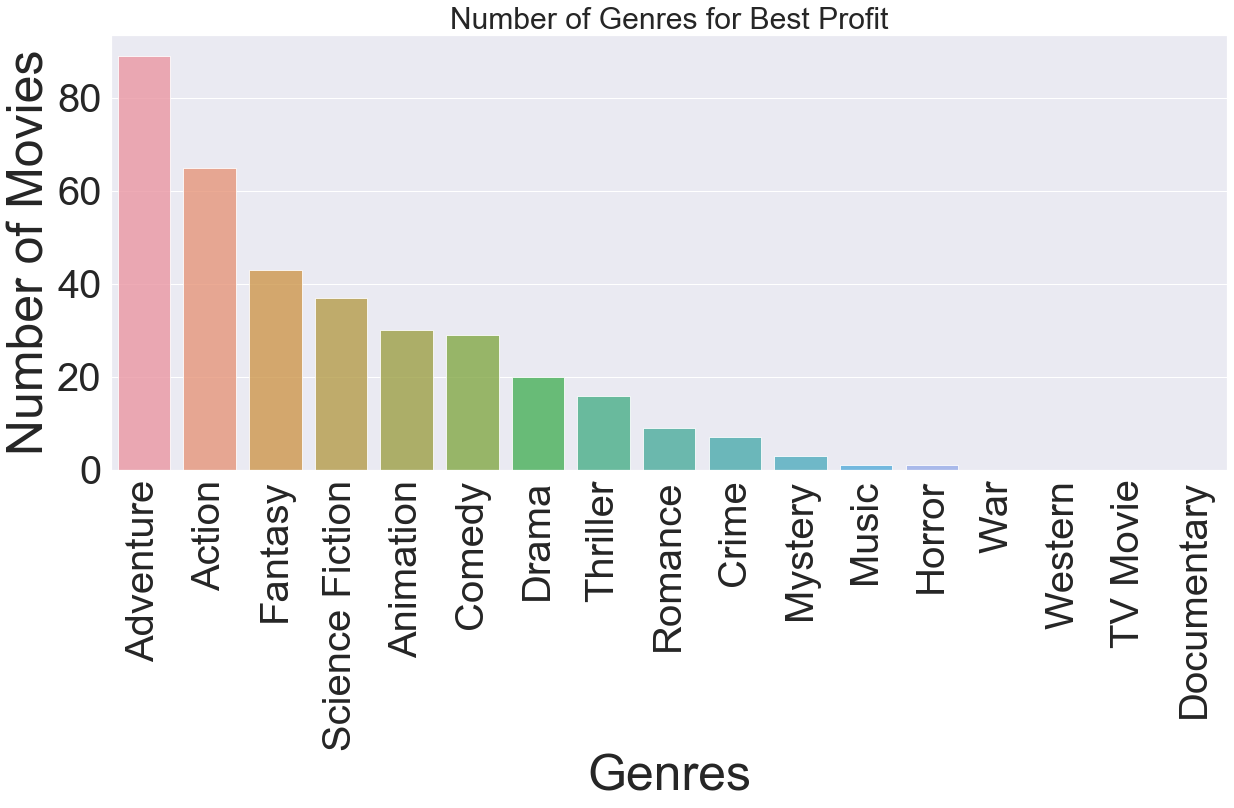 Number of Genres for Best Profit
Number of Movies
80
60
40
20
0
Adventure
Action
Fantasy
Science Fiction
Animation
Comedy
Drama
Thriller
Romance
Crime
Mystery
Music
Horror
War
Western
TV Movie
Documentary
Genres